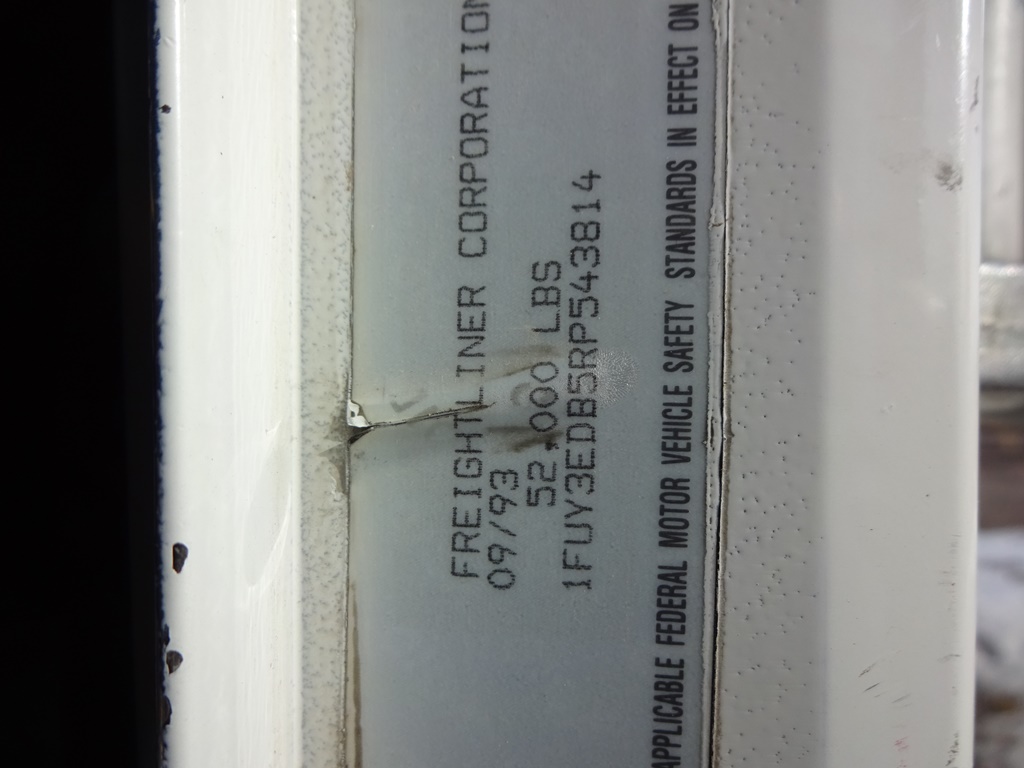 FREIGHTLINER CORPORATION
09/93
52,000 LBS
1FUY3EDB5RP543814
APPLICABLE FEDERAL MOTOR VEHICLE SAFETY STANDARDS IN EFFECT ON